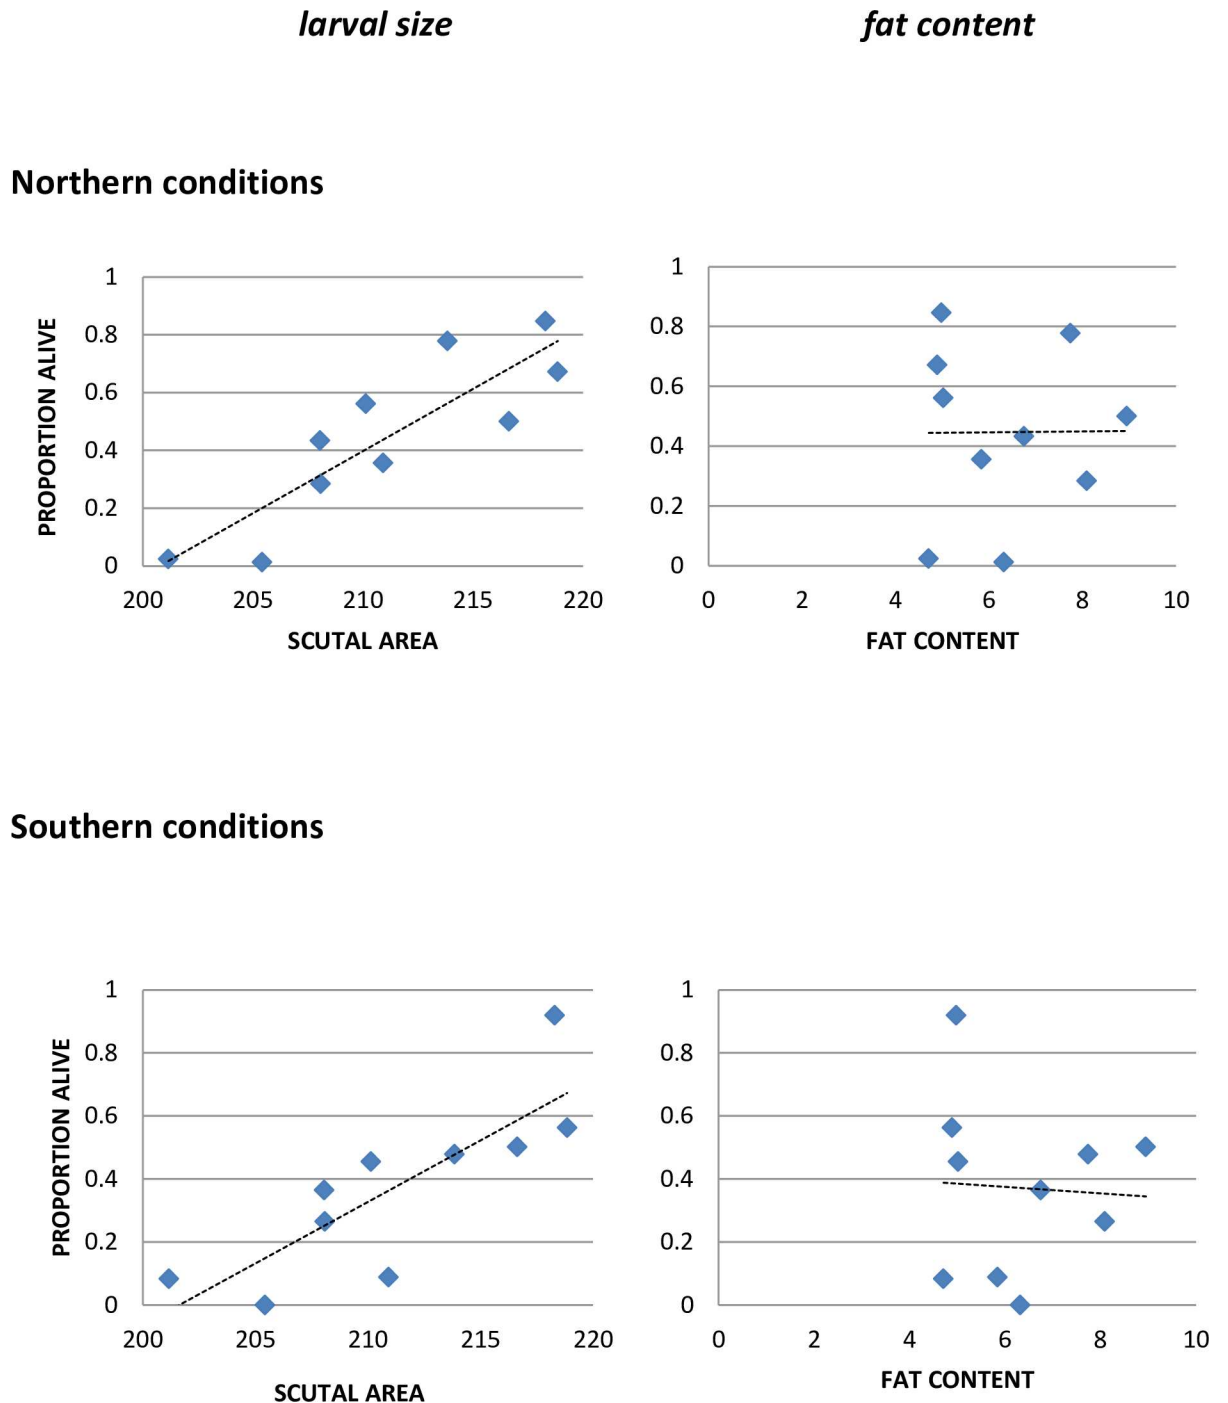 larval size
fat content
Northern conditions
1
0.8
0.6
0.4
0.2
0
PROPORTION ALIVE
200 205 210 215 220
SCUTAL AREA
1
0.8
0.6
0.4
0.2
0
0 2 4 6 8 10
FAT CONTENT
Southern conditions
1
0.8
0.6
0.4
0.2
0
PROPORTION ALIVE
200 205 210 215 220
SCUTAL AREA
1
0.8
0.6
0.4
0.2
0
0 2 4 6 8 10
FAT CONTENT